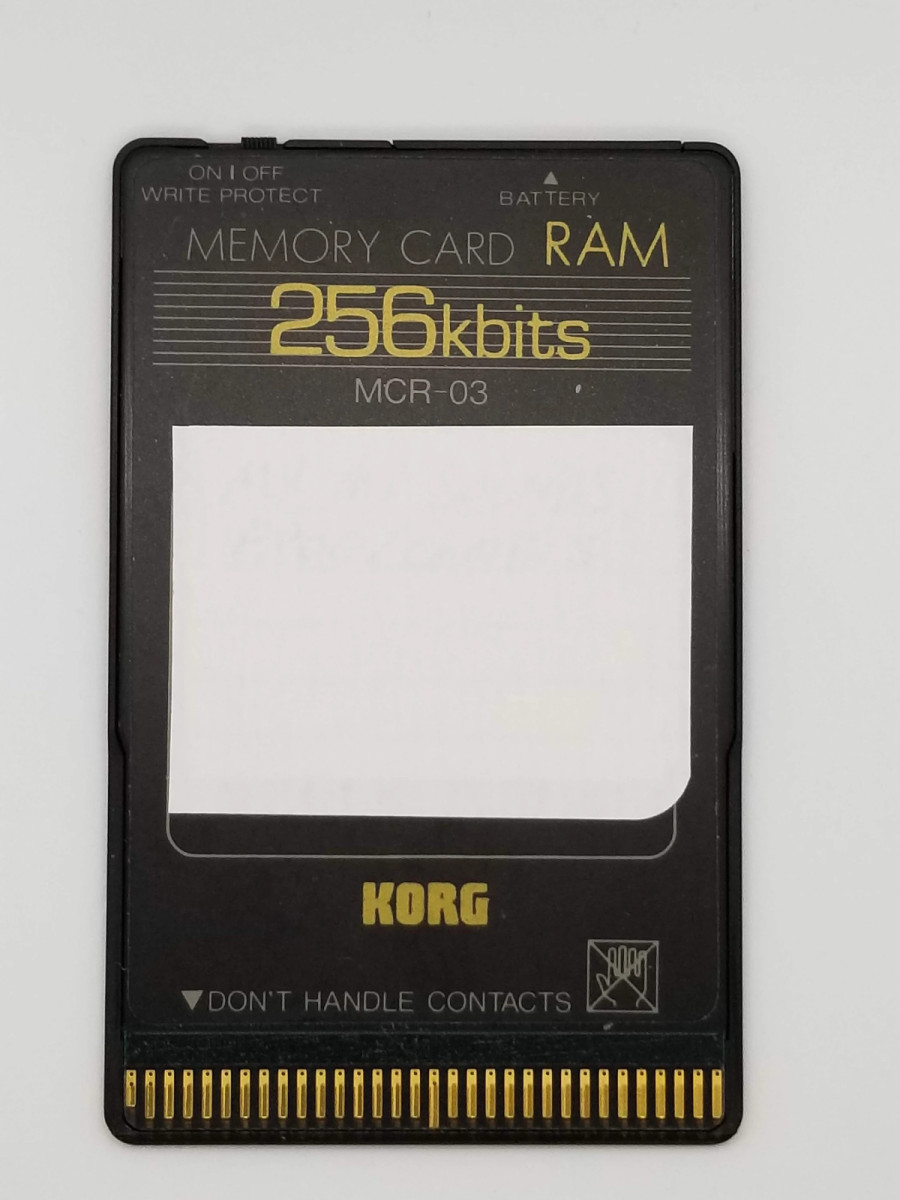 ON | OFF
WRITE PROTECT
▲
BATTERY
MEMORY CARD RAM
256kbits
MCR-03
KORG
▼DON'T HANDLE CONTACTS